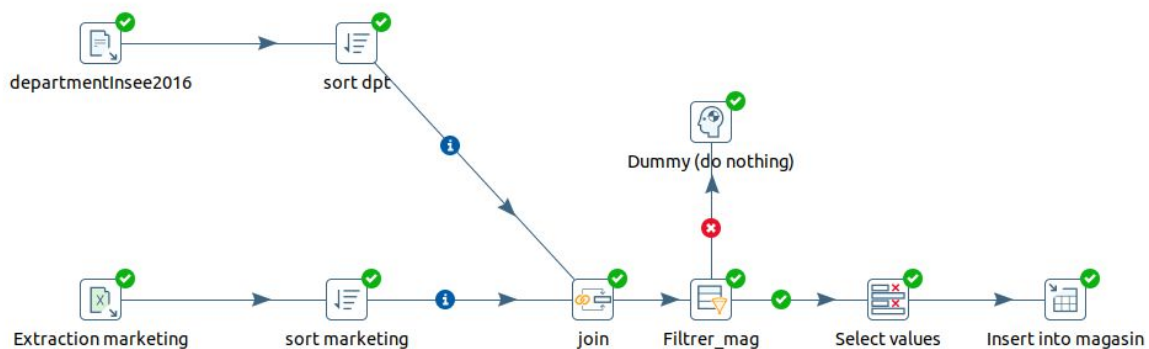 departmentInsee2016
sort dpt
Dummy (do nothing)
Extraction marketing
sort marketing
join
Filtrer_mag
Select values
Insert into magasin